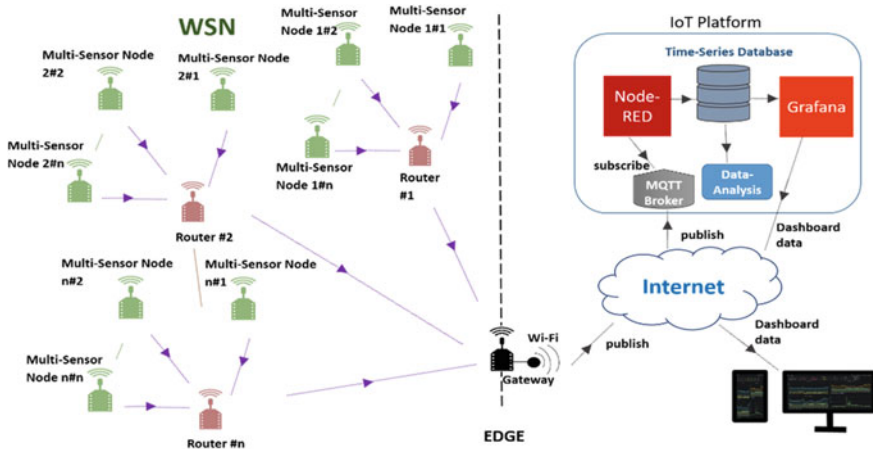 WSN
Multi-Sensor Node
2#2
Multi-Sensor Node
2#1
Multi-Sensor
Node 1#2
Multi-Sensor
Node 1#1
Multi-Sensor
Node 2#n
Multi-Sensor
Node 1#n
Router
#1
Router #2
Multi-Sensor Node
n#2
Multi-Sensor Node
n#1
Multi-Sensor
Node n#n
Router #n
Wi-Fi
Gateway
EDGE
publish
IoT Platform
Time-Series Database
Node-
RED
Grafana
subscribe
MQTT
Broker
Data-
Analysis
publish
Dashboard
data
Internet
Dashboard
data